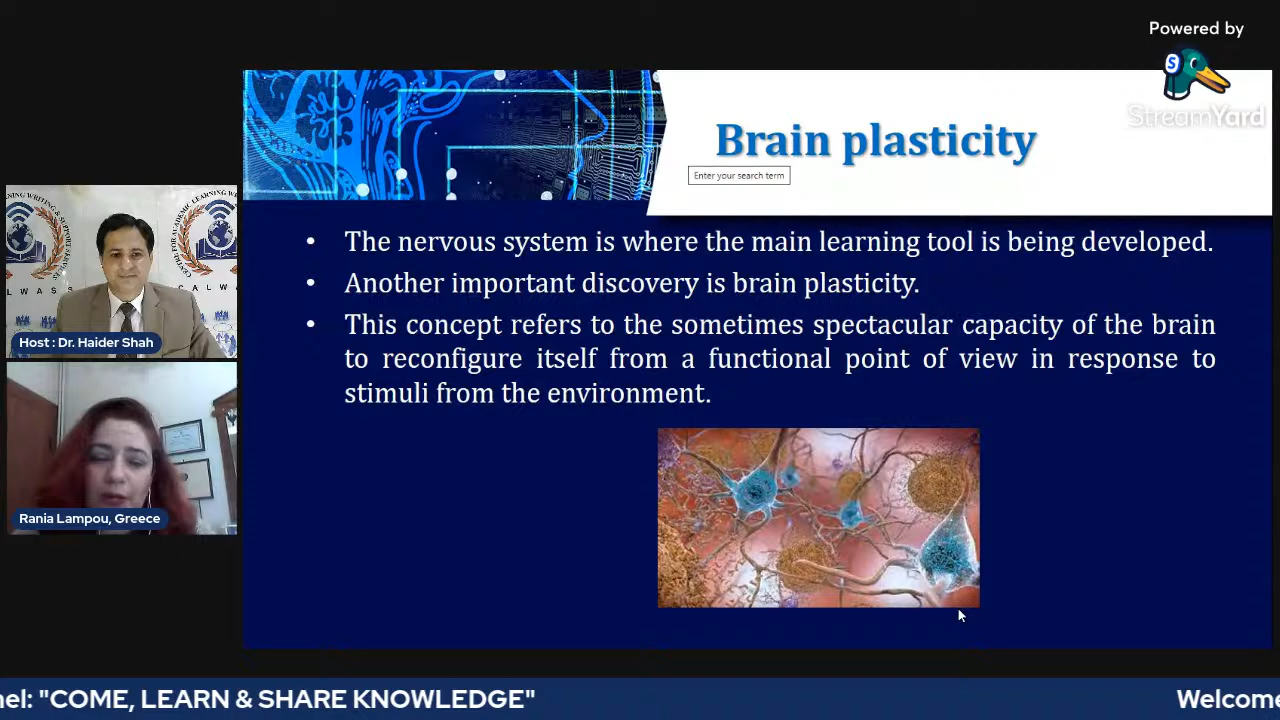 Powered by
StreamYard
Brain plasticity
Enter your search term
• The nervous system is where the main learning tool is being developed.
• Another important discovery is brain plasticity.
• This concept refers to the sometimes spectacular capacity of the brain
to reconfigure itself from a functional point of view in response to
stimuli from the environment.
CALWASS
Host : Dr. Haider Shah
Rania Lampou, Greece
nel: "COME, LEARN & SHARE KNOWLEDGE"
Welcome